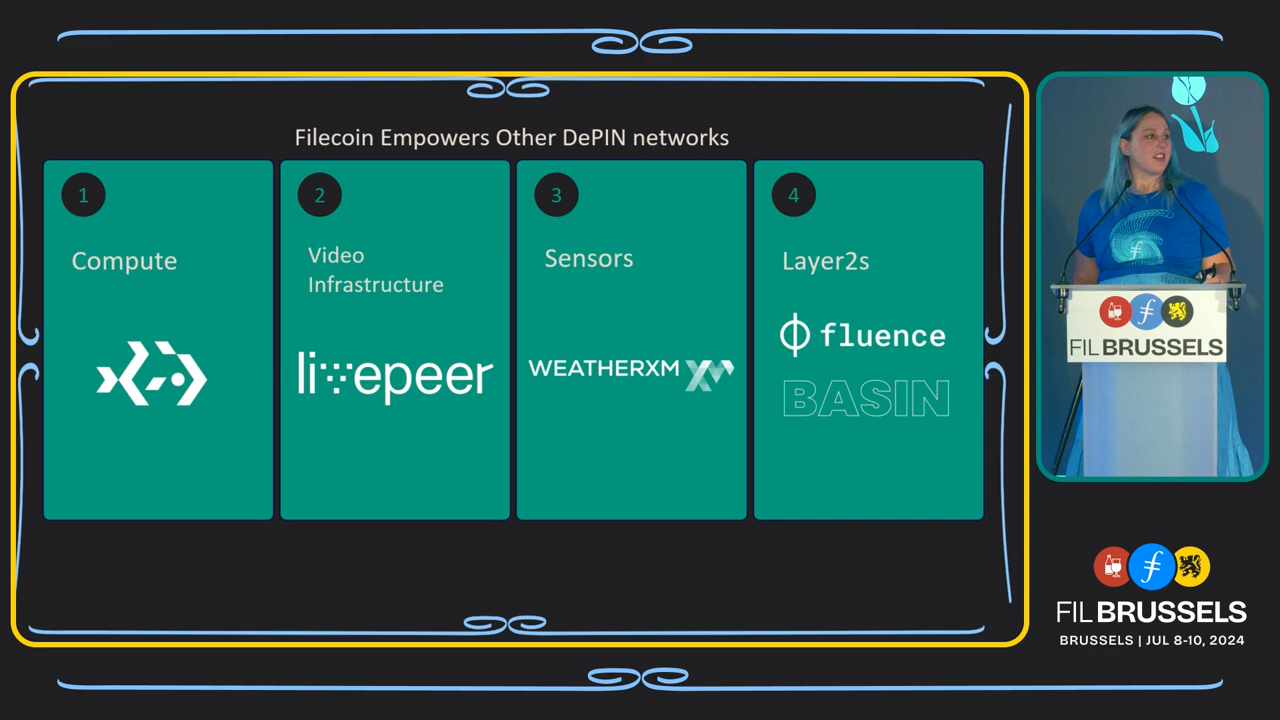 Filecoin Empowers Other DePIN networks
1
Compute
2
Video
Infrastructure
livepeer
3
Sensors
WEATHERXM
4
Layer2s
fluence
BASIN
FIL BRUSSELS
FIL BRUSSELS
BRUSSELS | JUL 8-10, 2024